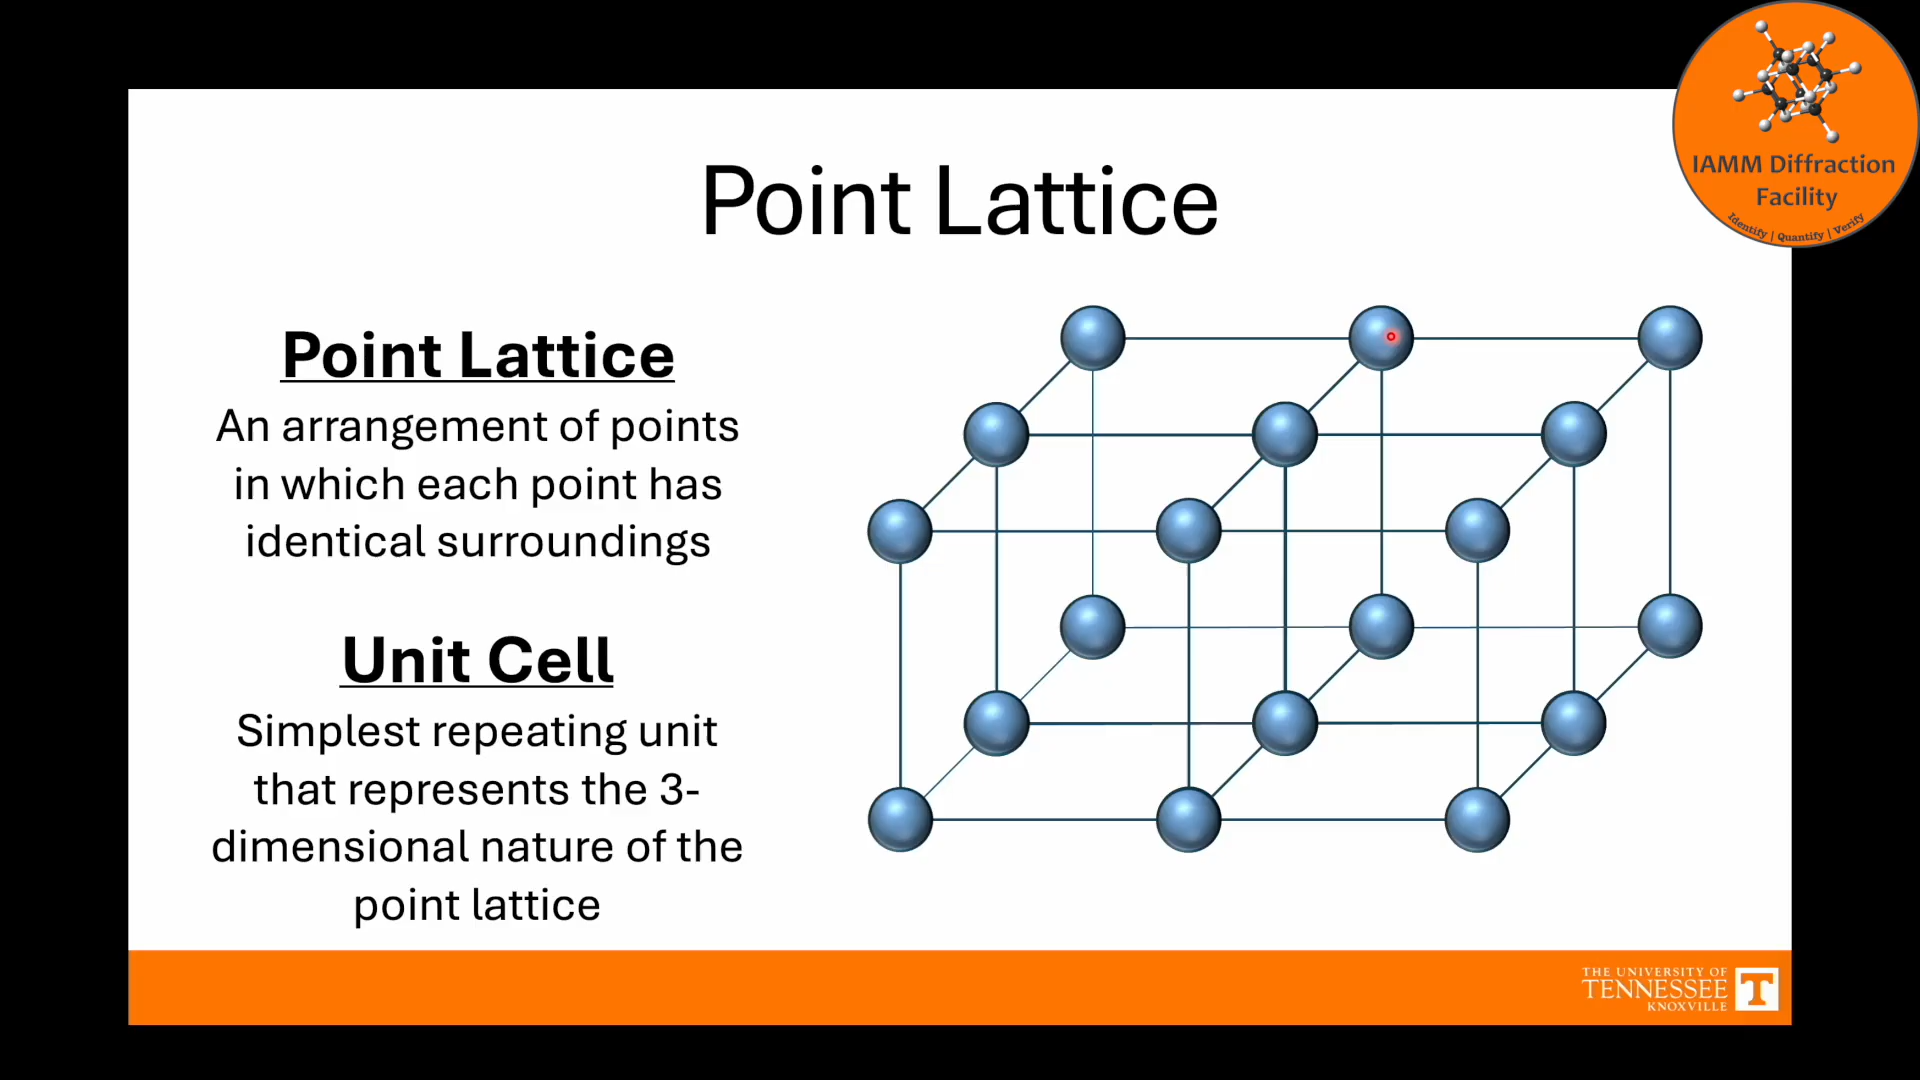 IAMM Diffraction
Facility
Identify | Quantify | Verify
Point Lattice
Point Lattice
An arrangement of points
in which each point has
identical surroundings
Unit Cell
Simplest repeating unit
that represents the 3-
dimensional nature of the
point lattice
THE UNIVERSITY OF
TENNESSEE
KNOXVILLE
T